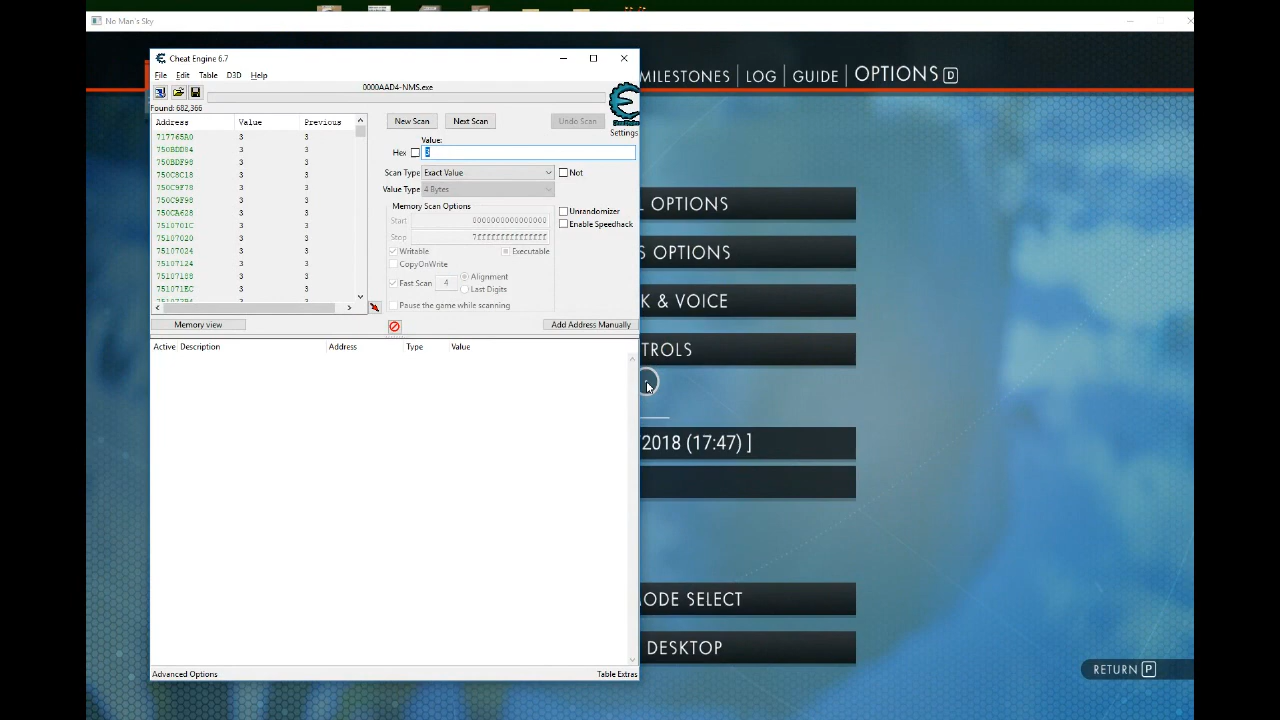 No Man's Sky
Cheat Engine 6.7
File Edit Table D3D Help
0000AAD4-NMS.exe
Found: 682,366
Address Value Previous
717765A0 3 3
750BDD84 3 3
750BDF98 3 3
750C8C18 3 3
750C9F78 3 3
750C9F98 3 3
750CA628 3 3
7510701C 3 3
75107020 3 3
75107024 3 3
75107124 3 3
75107188 3 3
751071EC 3 3
New Scan Next Scan Undo Scan
Settings
Value:
Hex 3
Scan Type Exact Value Not
Value Type 4 Bytes
Memory Scan Options
Unrandomizer
Start 0000000000000000
Enable Speedhack
Stop 7fffffffffffffff
Writable Executable
CopyOnWrite
Fast Scan 4 Alignment
Last Digits
Pause the game while scanning
Memory view Add Address Manually
Active Description Address Type Value
Advanced Options Table Extras
MILESTONES LOG GUIDE OPTIONS D
L OPTIONS
S OPTIONS
K & VOICE
TROLS
2018 (17:47) ]
ODE SELECT
DESKTOP
RETURN P